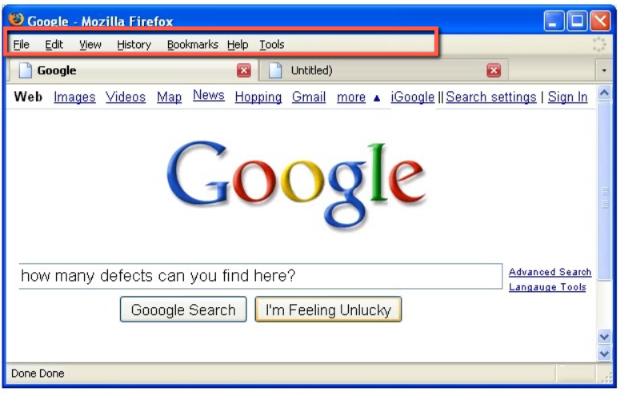 Google - Mozilla Firefox
File Edit View History Bookmarks Help Tools
Google Untitled)
Web Images Videos Map News Hopping Gmail more ▲ iGoogle || Search settings | Sign In
Google
how many defects can you find here?
Advanced Search
Langauge Tools
Gooogle Search I'm Feeling Unlucky
Done Done